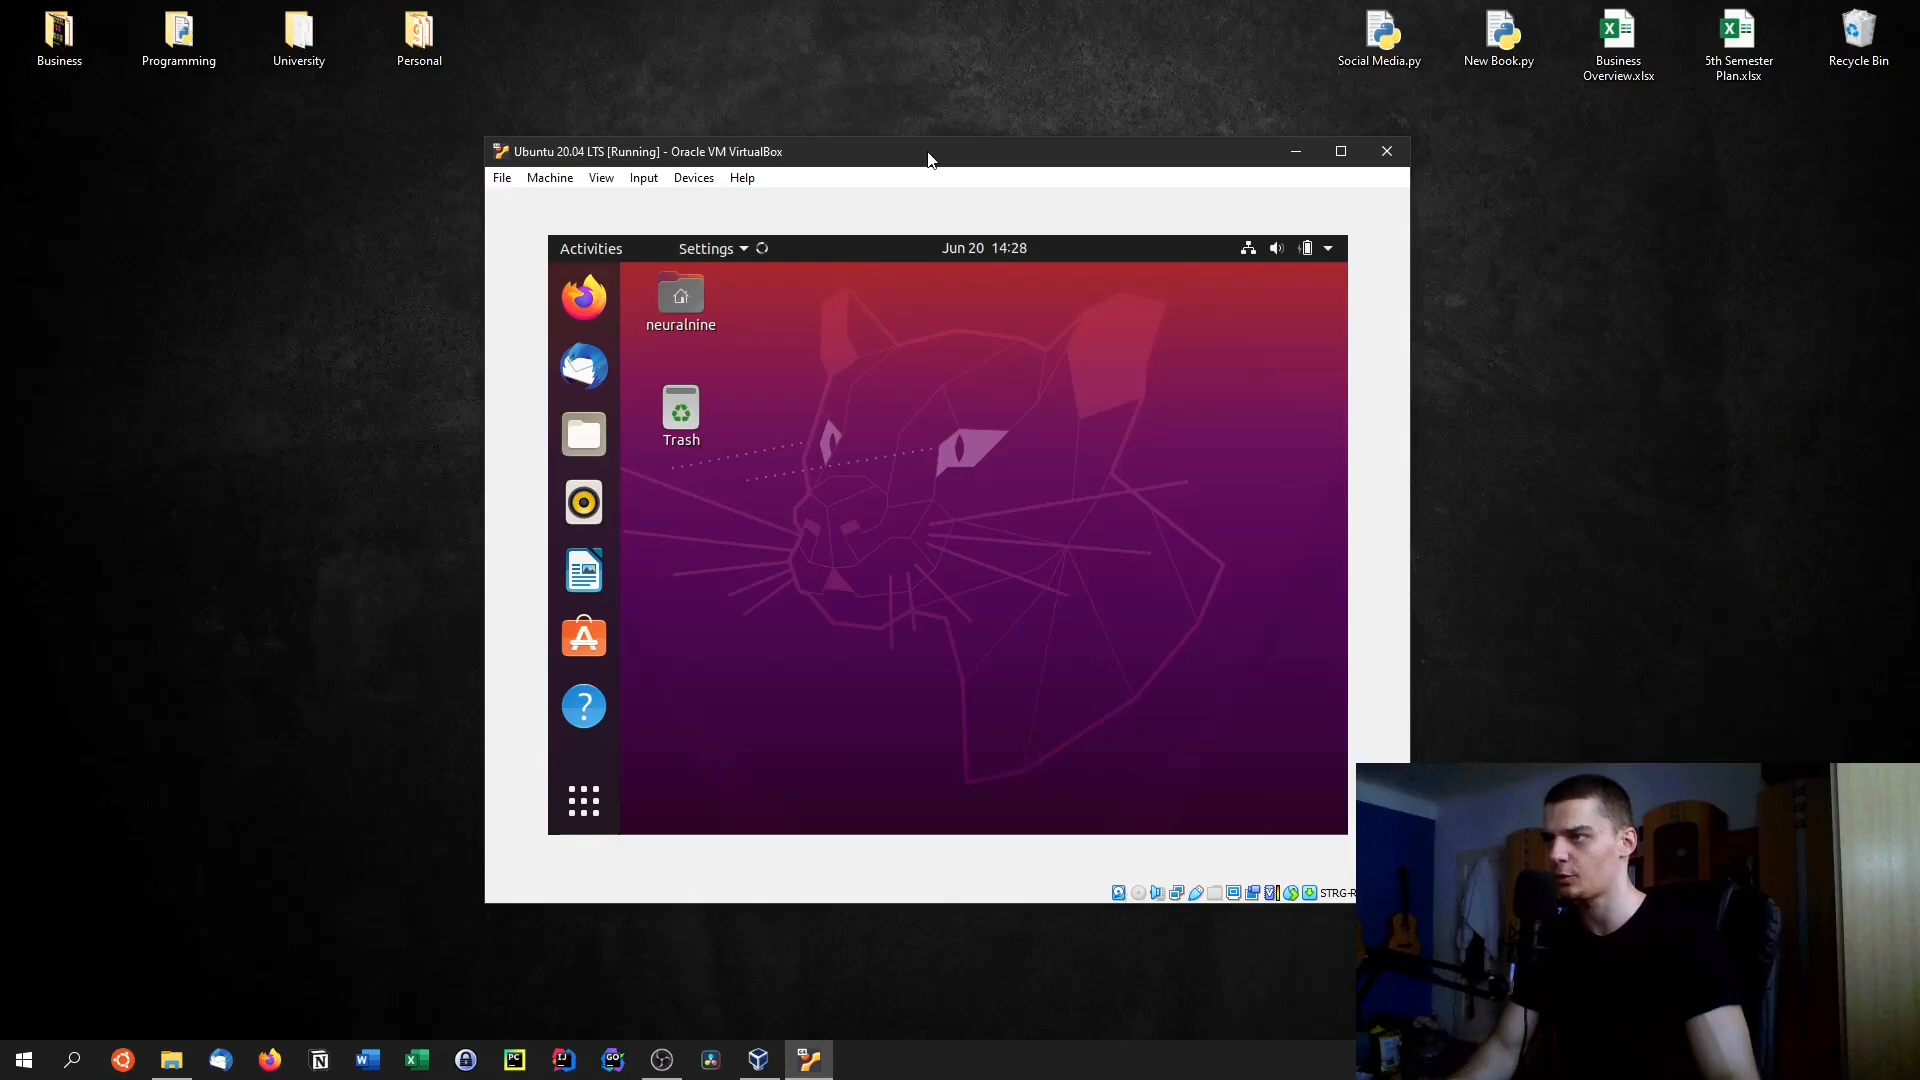 Business
Programming
University
Personal
Social Media.py
New Book.py
Business
Overview.xlsx
5th Semester
Plan.xlsx
Recycle Bin
Ubuntu 20.04 LTS [Running] - Oracle VM VirtualBox
File Machine View Input Devices Help
Activities Settings Jun 20 14:28
neuralnine
Trash
STRG-R